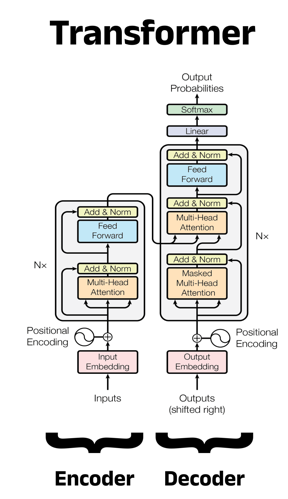 Transformer
Output
Probabilities
Softmax
Linear
Add & Norm
Feed
Forward
Add & Norm
Multi-Head
Attention
Add & Norm
Masked
Multi-Head
Attention
N×
Add & Norm
Feed
Forward
Add & Norm
Multi-Head
Attention
N×
Positional
Encoding
Positional
Encoding
Input
Embedding
Output
Embedding
Inputs
Outputs
(shifted right)
Encoder
Decoder